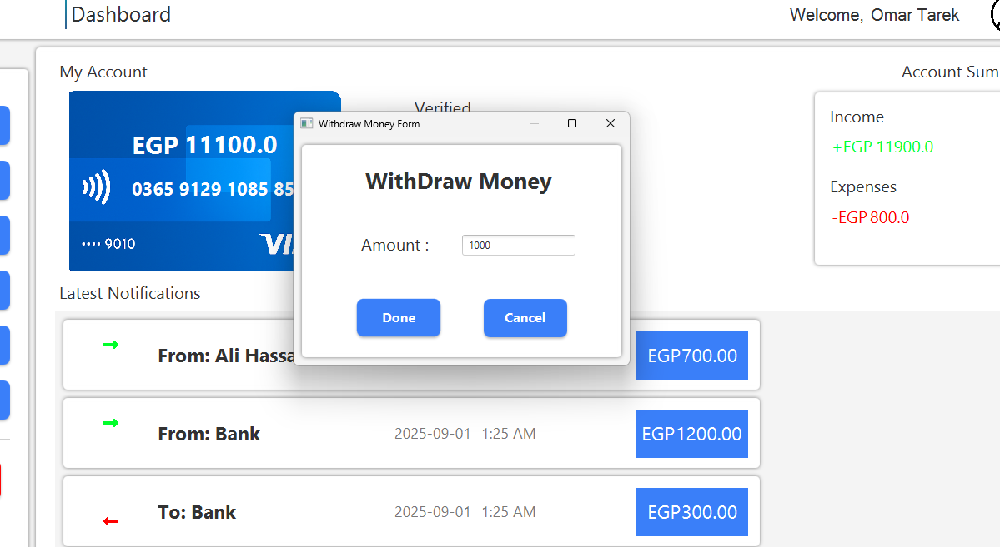 Dashboard
Welcome, Omar Tarek
My Account
Account Sum
EGP 11100.0
0365 9129 1085 85
•••• 9010
VI
Verified
Withdraw Money Form
WithDraw Money
Amount :
1000
Done
Cancel
Income
+EGP 11900.0
Expenses
-EGP 800.0
Latest Notifications
From: Ali Hassa
EGP700.00
From: Bank
2025-09-01 1:25 AM
EGP1200.00
To: Bank
2025-09-01 1:25 AM
EGP300.00